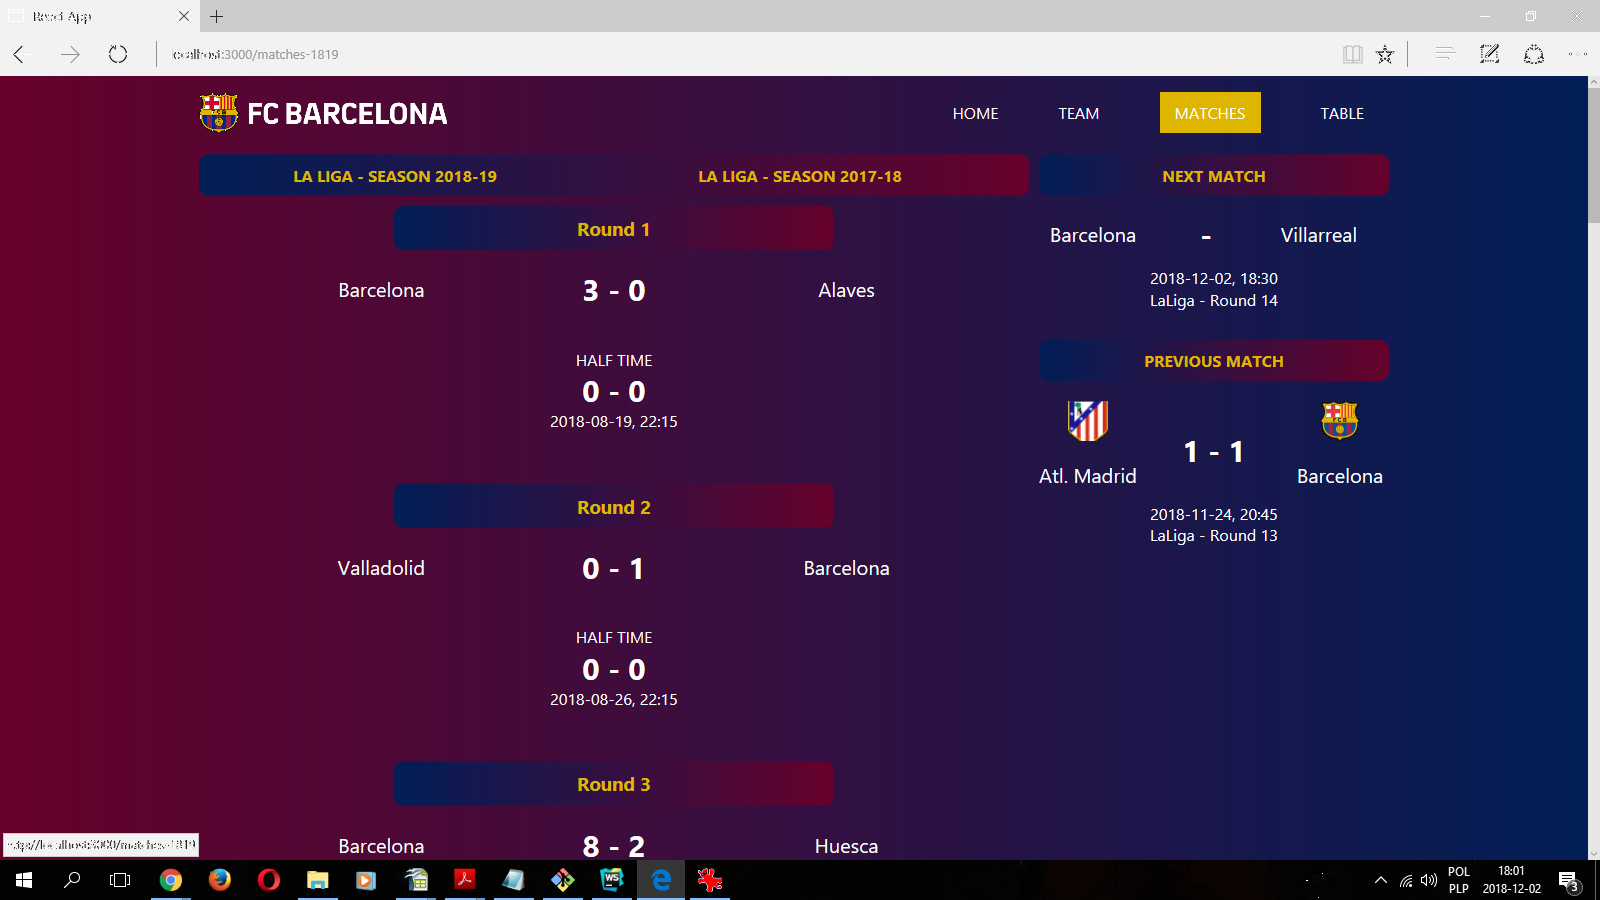 React App
localhost:3000/matches-1819
FC BARCELONA
HOME TEAM MATCHES TABLE
LA LIGA - SEASON 2018-19 LA LIGA - SEASON 2017-18
Round 1
Barcelona 3 - 0 Alaves
HALF TIME
0 - 0
2018-08-19, 22:15
Round 2
Valladolid 0 - 1 Barcelona
HALF TIME
0 - 0
2018-08-26, 22:15
Round 3
Barcelona 8 - 2 Huesca
NEXT MATCH
Barcelona - Villarreal
2018-12-02, 18:30
LaLiga - Round 14
PREVIOUS MATCH
1 - 1
Atl. Madrid Barcelona
2018-11-24, 20:45
LaLiga - Round 13
http://localhost:3000/matches-1819
WS
POL
PLP
18:01
2018-12-02
3